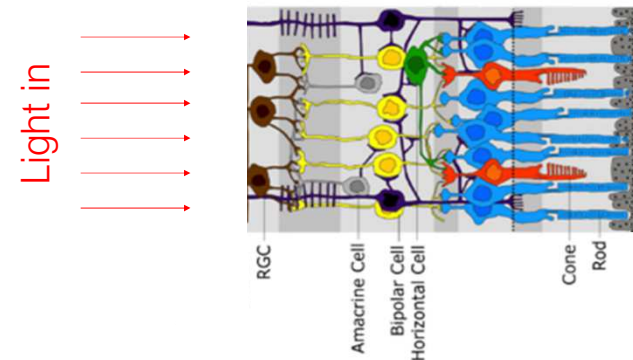 Light in
RGC
Amacrine Cell
Bipolar Cell
Horizontal Cell
Cone
Rod